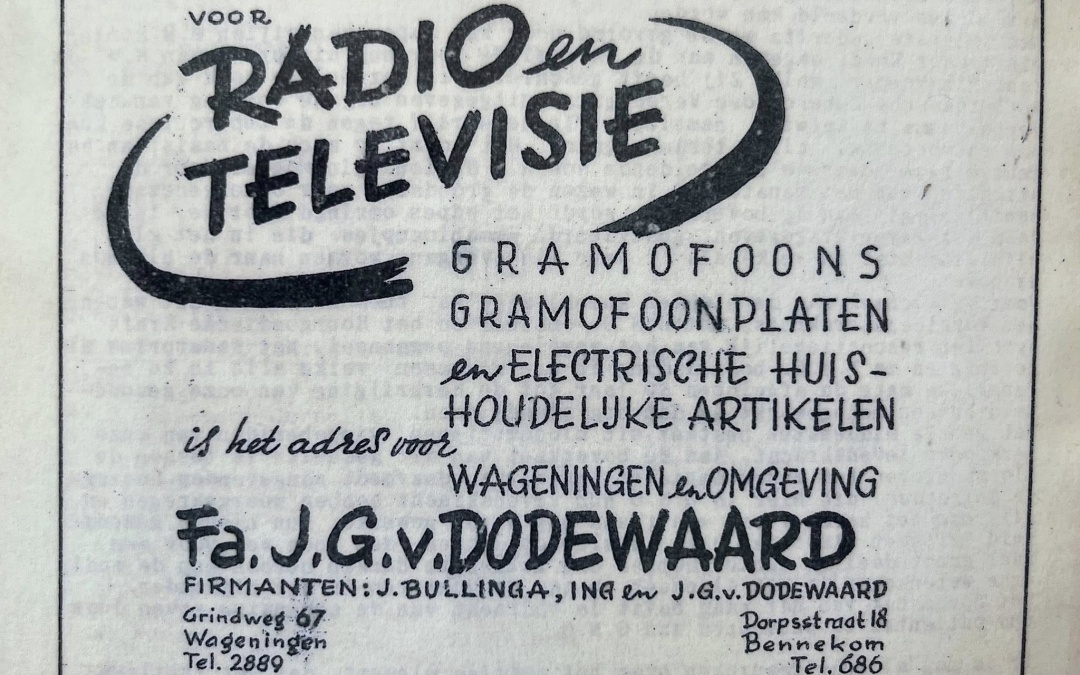 VOOR
RADIO en
TELEVISIE
GRAMOFOONS
GRAMOFOONPLATEN
en ELECTRISCHE HUIS-
HOUDELIJKE ARTIKELEN
is het adres voor
WAGENINGEN en OMGEVING
Fa. J.G.v.DODEWAARD
FIRMANTEN: J.BULLINGA, ING en J.G.v.DODEWAARD
Grindweg 67
Wageningen
Tel. 2889
Dorpsstraat 18
Bennekom
Tel. 686